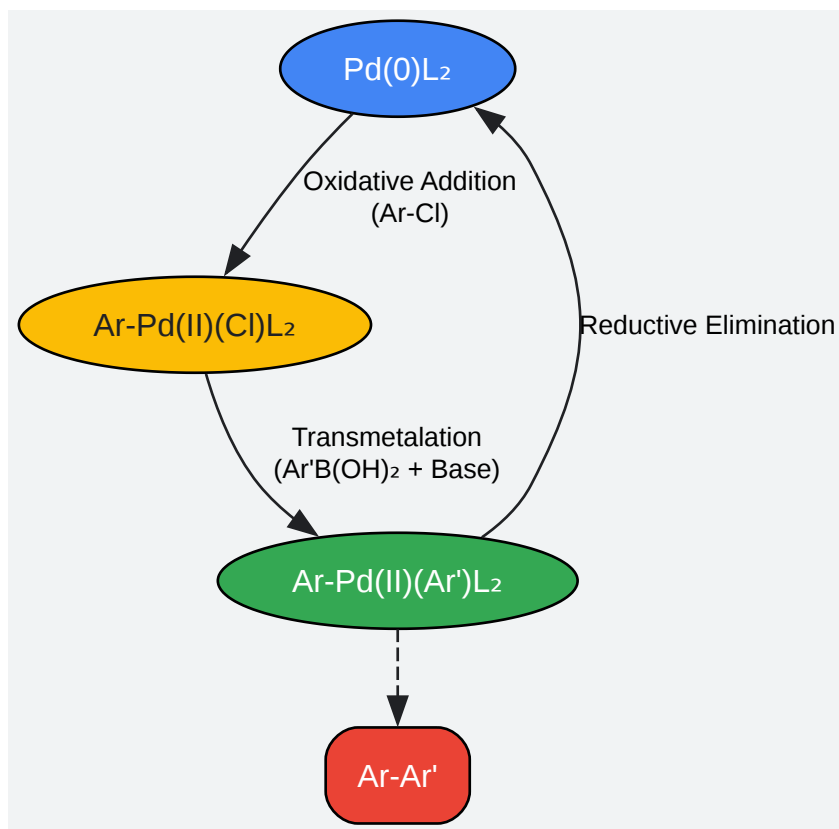 Pd(0)L₂
Oxidative Addition
(Ar-Cl)
Ar-Pd(II)(Cl)L₂
Reductive Elimination
Transmetalation
(Ar'B(OH)₂ + Base)
Ar-Pd(II)(Ar')L₂
Ar-Ar'